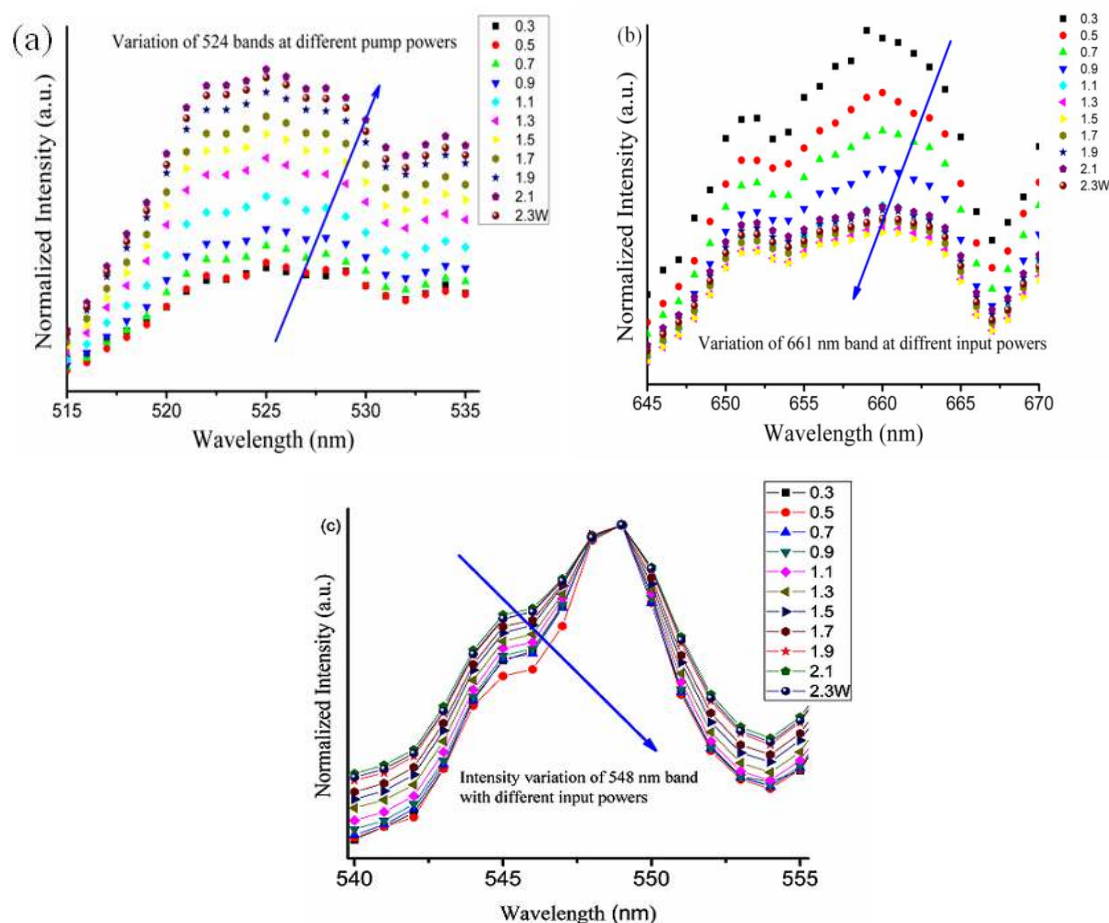 (a)
Variation of 524 bands at different pump powers
0.3
0.5
0.7
0.9
1.1
1.3
1.5
1.7
1.9
2.1
2.3W
Normalized Intensity (a.u.)
515 520 525 530 535
Wavelength (nm)
(b)
0.3
0.5
0.7
0.9
1.1
1.3
1.5
1.7
1.9
2.1
2.3W
Normalized Intensity (a.u.)
Variation of 661 nm band at diffrent input powers
645 650 655 660 665 670
Wavelength (nm)
(c)
0.3
0.5
0.7
0.9
1.1
1.3
1.5
1.7
1.9
2.1
2.3W
Normalized Intensity (a.u.)
Intensity variation of 548 nm band
with different input powers
540 545 550 555
Wavelength (nm)